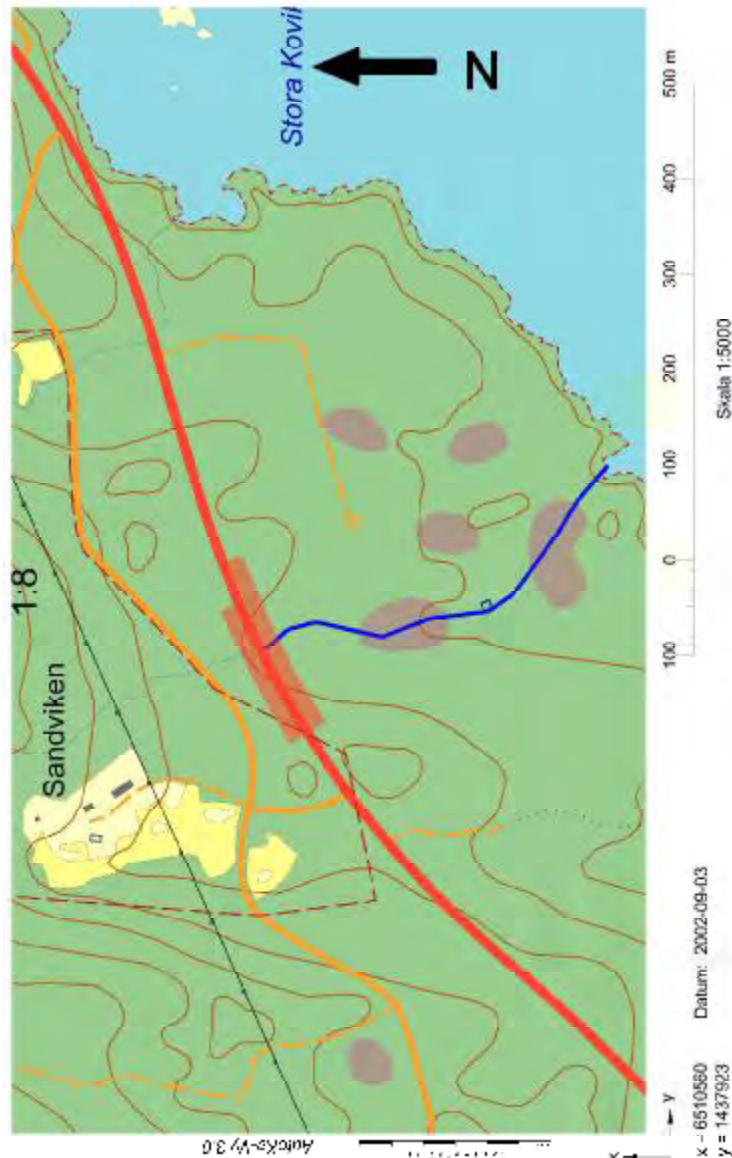 Stora Kovik
N
1:8
Sandviken
100 0 100 200 300 400 500 m
Skala 1:5000
AutoKa-Vy 3.0
y
x
x = 6510560 Datum: 2002-09-03
y = 1437923